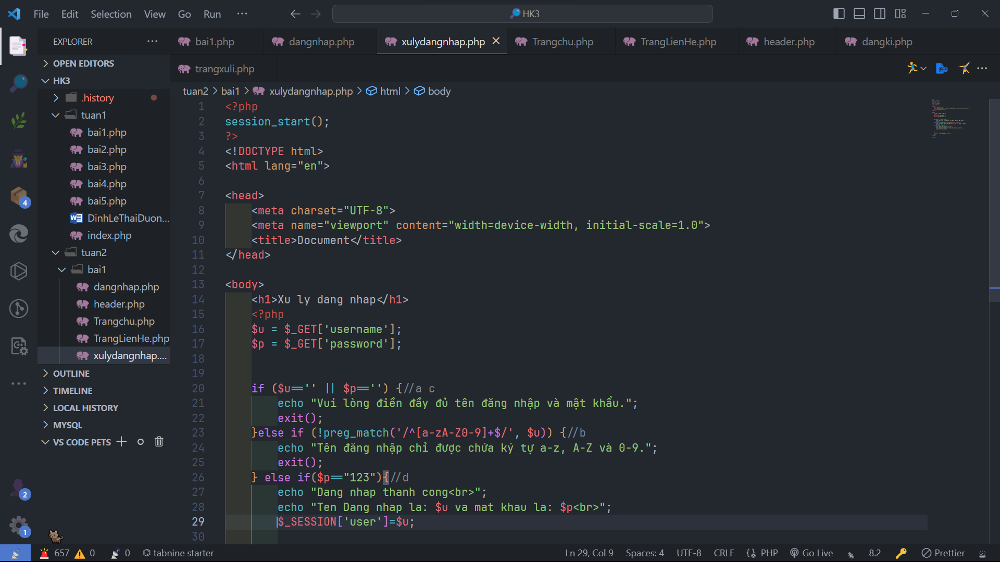 File Edit Selection View Go Run ··· HK3
EXPLORER ···
bai1.php dangnhap.php xulydangnhap.php Trangchu.php TrangLienHe.php header.php dangki.php
trangxuli.php
tuan2 > bai1 > xulydangnhap.php > html > body
OPEN EDITORS
HK3
.history
tuan1
bai1.php
bai2.php
bai3.php
bai4.php
bai5.php
DinhLeThaiDuon...
index.php
tuan2
bai1
dangnhap.php
header.php
Trangchu.php
TrangLienHe.php
xulydangnhap....
OUTLINE
TIMELINE
LOCAL HISTORY
MYSQL
VS CODE PETS
4
2
1
1 <?php
2 session_start();
3 ?>
4 <!DOCTYPE html>
5 <html lang="en">
6
7 <head>
8 <meta charset="UTF-8">
9 <meta name="viewport" content="width=device-width, initial-scale=1.0">
10 <title>Document</title>
11 </head>
12
13 <body>
14 <h1>Xu ly dang nhap</h1>
15 <?php
16 $u = $_GET['username'];
17 $p = $_GET['password'];
18
19
20 if ($u=='' || $p=='') {//a c
21 echo "Vui lòng điền đầy đủ tên đăng nhập và mật khẩu.";
22 exit();
23 }else if (!preg_match('/^[a-zA-Z0-9]+$/', $u)) {//b
24 echo "Tên đăng nhập chỉ được chứa ký tự a-z, A-Z và 0-9.";
25 exit();
26 } else if($p=="123"){//d
27 echo "Dang nhap thanh cong<br>";
28 echo "Ten Dang nhap la: $u va mat khau la: $p<br>";
29 $_SESSION['user']=$u;
30
657 0 0 tabnine starter Ln 29, Col 9 Spaces: 4 UTF-8 CRLF PHP Go Live 8.2 Prettier